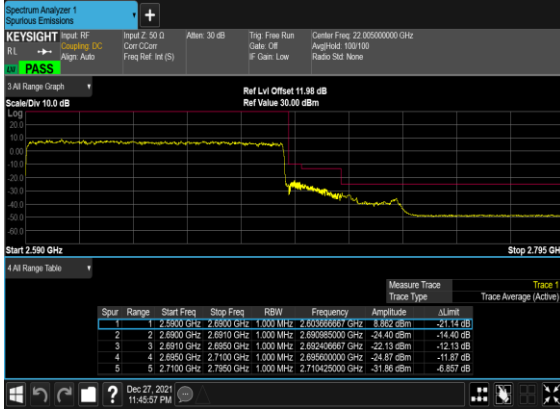 Spectrum Analyzer 1
Spurious Emissions
+
KEYSIGHT Input: RF Input Z: 50 Ω Atten: 30 dB Trig: Free Run Center Freq: 22.005000000 GHz
RL Coupling: DC Corr CCorr Gate: Off Avg|Hold: 100/100
Align: Auto Freq Ref: Int (S) IF Gain: Low Radio Std: None
PASS
3 All Range Graph
Ref Lvl Offset 11.98 dB
Scale/Div 10.0 dB Ref Value 30.00 dBm
Log
20.0
10.0
0.00
-10.0
-20.0
-30.0
-40.0
-50.0
-60.0
Start 2.590 GHz Stop 2.795 GH
4 All Range Table
Measure Trace Trace 1
Trace Type Trace Average (Active)
Spur Range Start Freq Stop Freq RBW Frequency Amplitude ΔLimit
1 1 2.5900 GHz 2.6900 GHz 1.000 MHz 2.603666667 GHz 8.862 dBm -21.14 dB
2 2 2.6900 GHz 2.6910 GHz 1.000 MHz 2.690985000 GHz -24.40 dBm -14.40 dB
3 3 2.6910 GHz 2.6950 GHz 1.000 MHz 2.692406667 GHz -22.13 dBm -12.13 dB
4 4 2.6950 GHz 2.7100 GHz 1.000 MHz 2.695600000 GHz -24.87 dBm -11.87 dB
5 5 2.7100 GHz 2.7950 GHz 1.000 MHz 2.710425000 GHz -31.86 dBm -6.857 dB
? Dec 27, 2021
11:45:57 PM